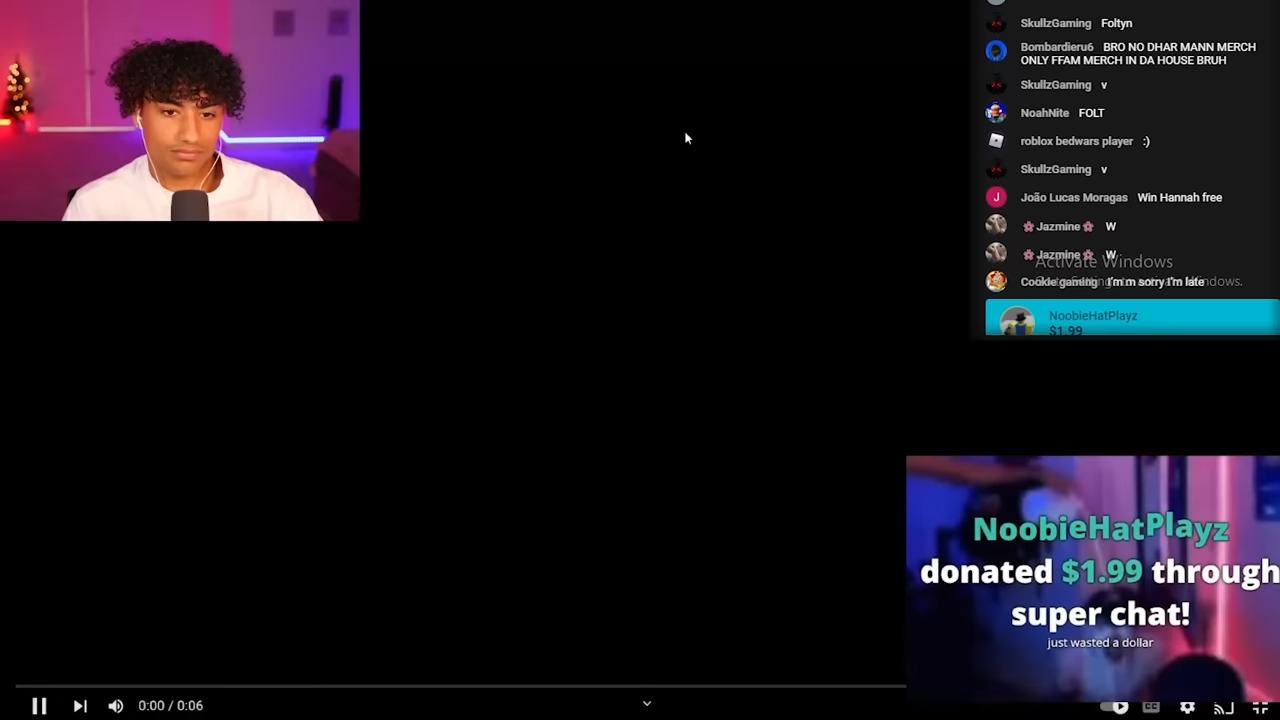 SkullzGaming Foltyn
Bombardieru6 BRO NO DHAR MANN MERCH
ONLY FFAM MERCH IN DA HOUSE BRUH
SkullzGaming v
NoahNite FOLT
roblox bedwars player :)
SkullzGaming v
J João Lucas Moragas Win Hannah free
🌸Jazmine🌸 W
🌸Jazmine🌸 W
Activate Windows
Cookie gaming I'm m sorry I'm late
NoobieHatPlayz
$1.99
NoobieHatPlayz
donated $1.99 through
super chat!
just wasted a dollar
0:00 / 0:06
CC